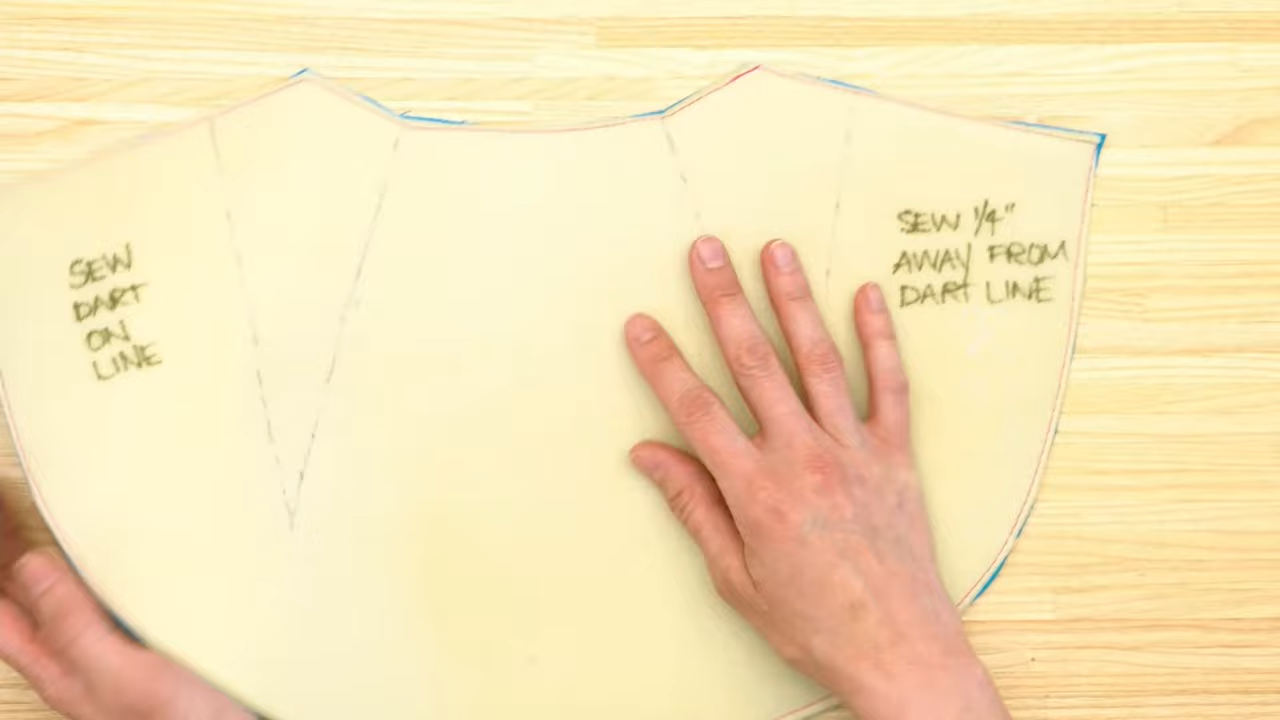 SEW
DART
ON
LINE
SEW 1/4"
AWAY FROM
DART LINE